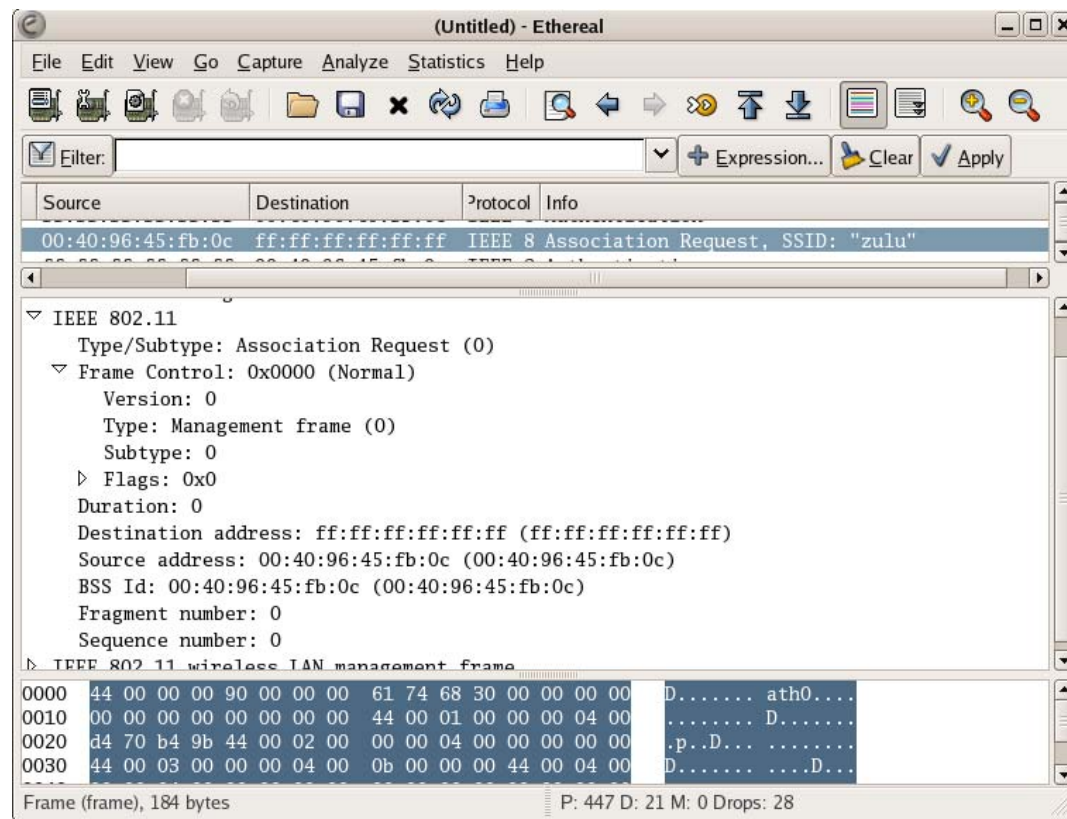 (Untitled) - Ethereal
File Edit View Go Capture Analyze Statistics Help
Filter: Expression... Clear Apply
Source Destination Protocol Info
00:40:96:45:fb:0c ff:ff:ff:ff:ff:ff IEEE 8 Association Request, SSID: "zulu"
IEEE 802.11
Type/Subtype: Association Request (0)
Frame Control: 0x0000 (Normal)
Version: 0
Type: Management frame (0)
Subtype: 0
Flags: 0x0
Duration: 0
Destination address: ff:ff:ff:ff:ff:ff (ff:ff:ff:ff:ff:ff)
Source address: 00:40:96:45:fb:0c (00:40:96:45:fb:0c)
BSS Id: 00:40:96:45:fb:0c (00:40:96:45:fb:0c)
Fragment number: 0
Sequence number: 0
IEEE 802.11 wireless LAN management frame
0000 44 00 00 00 90 00 00 00 61 74 68 30 00 00 00 00 D....... ath0....
0010 00 00 00 00 00 00 00 00 44 00 01 00 00 00 04 00 ........ D.......
0020 d4 70 b4 9b 44 00 02 00 00 00 04 00 00 00 00 00 .p..D... ........
0030 44 00 03 00 00 00 04 00 0b 00 00 00 44 00 04 00 D....... ....D...
Frame (frame), 184 bytes P: 447 D: 21 M: 0 Drops: 28